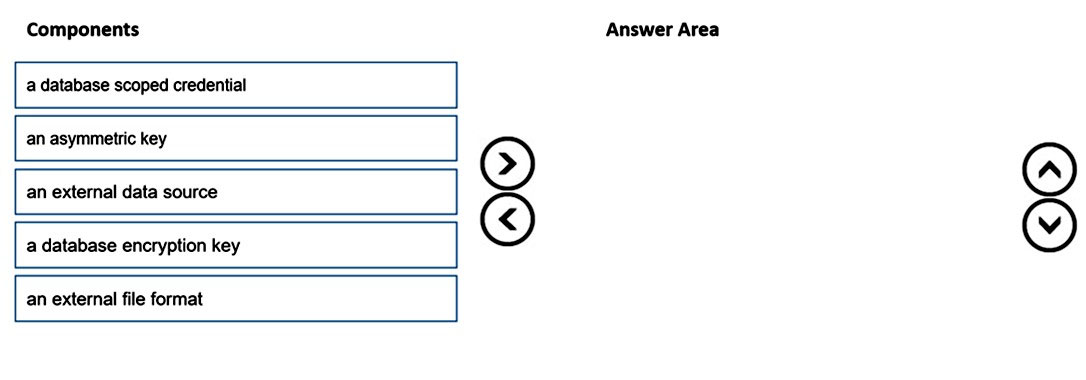 Components
Answer Area
a database scoped credential
an asymmetric key
an external data source
a database encryption key
an external file format